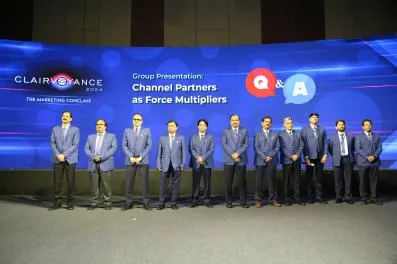 CLAIRVOYANCE
2024
THE MARKETING CONCLAVE
Group Presentation:
Channel Partners
as Force Multipliers
Q & A